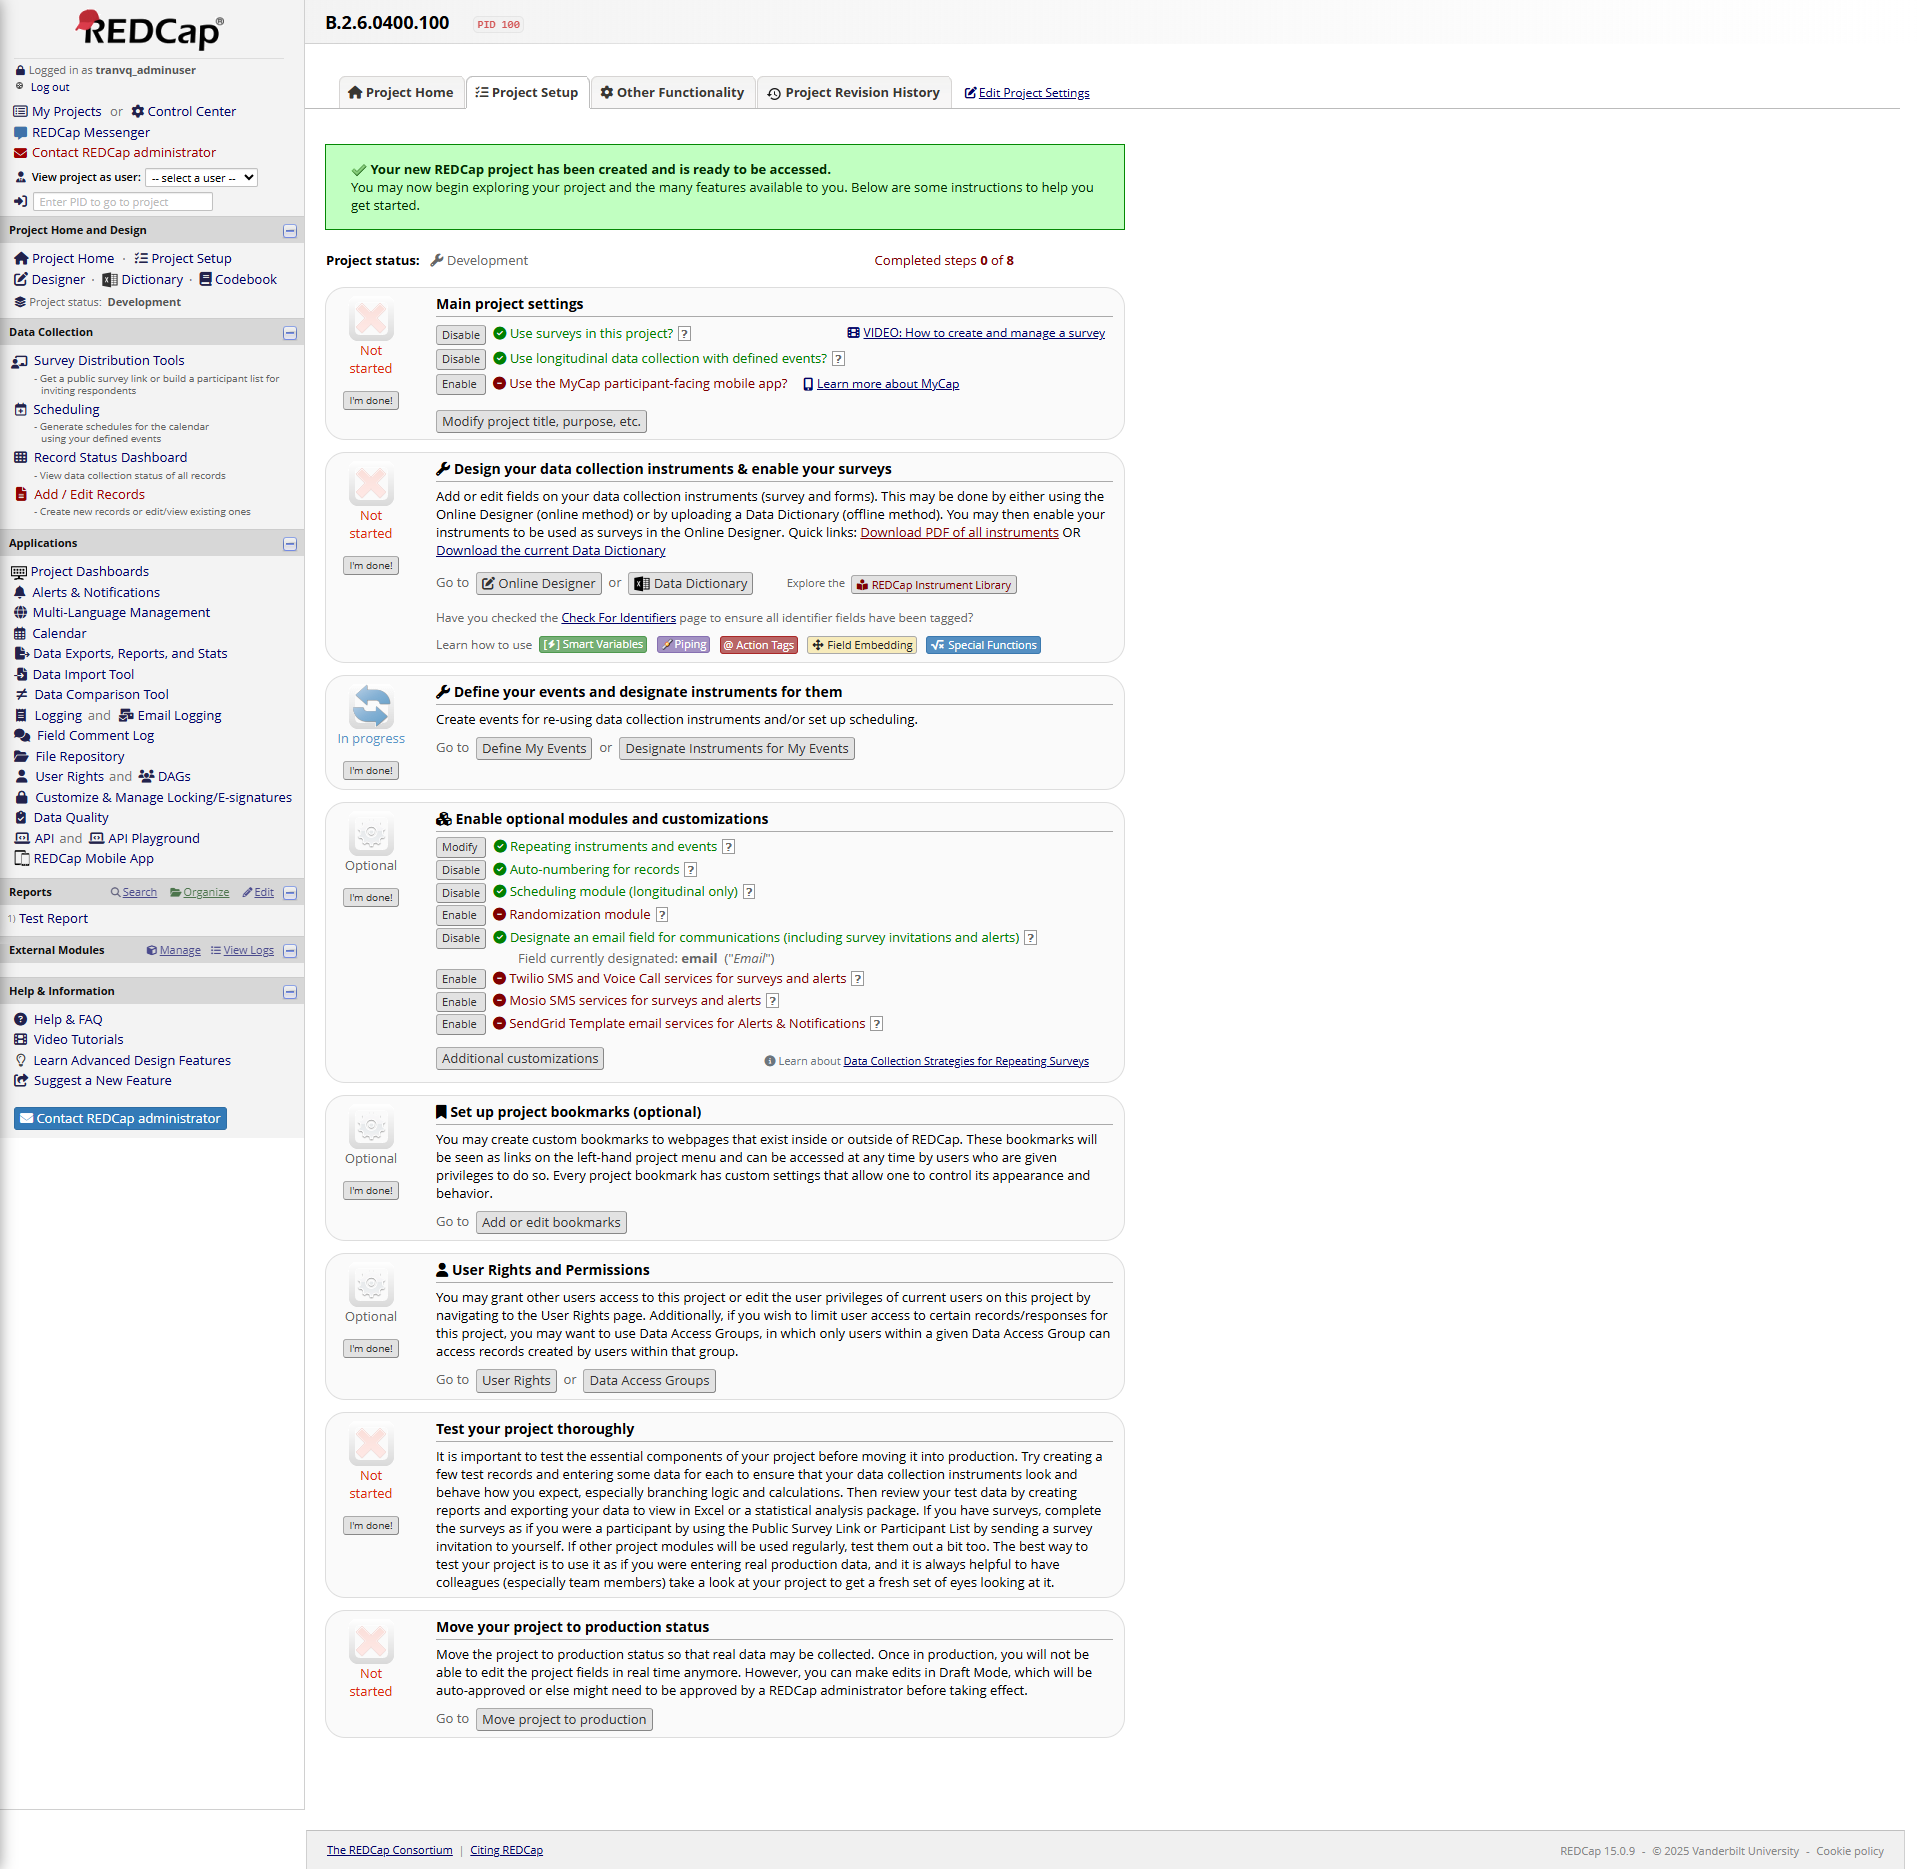 REDCap®
Logged in as tranvq_adminuser
Log out
My Projects or Control Center
REDCap Messenger
Contact REDCap administrator
View project as user: -- select a user --
Enter PID to go to project
Project Home and Design
Project Home · Project Setup
Designer · Dictionary · Codebook
Project status: Development
Data Collection
Survey Distribution Tools
- Get a public survey link or build a participant list for
inviting respondents
Scheduling
- Generate schedules for the calendar
using your defined events
Record Status Dashboard
- View data collection status of all records
Add / Edit Records
- Create new records or edit/view existing ones
Applications
Project Dashboards
Alerts & Notifications
Multi-Language Management
Calendar
Data Exports, Reports, and Stats
Data Import Tool
Data Comparison Tool
Logging and Email Logging
Field Comment Log
File Repository
User Rights and DAGs
Customize & Manage Locking/E-signatures
Data Quality
API and API Playground
REDCap Mobile App
Reports Search Organize Edit
1) Test Report
External Modules Manage View Logs
Help & Information
Help & FAQ
Video Tutorials
Learn Advanced Design Features
Suggest a New Feature
Contact REDCap administrator
B.2.6.0400.100 PID 100
Project Home Project Setup Other Functionality Project Revision History Edit Project Settings
Your new REDCap project has been created and is ready to be accessed.
You may now begin exploring your project and the many features available to you. Below are some instructions to help you
get started.
Project status: Development Completed steps 0 of 8
Not
started
I'm done!
Main project settings
Disable Use surveys in this project? ? VIDEO: How to create and manage a survey
Disable Use longitudinal data collection with defined events? ?
Enable Use the MyCap participant-facing mobile app? Learn more about MyCap
Modify project title, purpose, etc.
Not
started
I'm done!
Design your data collection instruments & enable your surveys
Add or edit fields on your data collection instruments (survey and forms). This may be done by either using the
Online Designer (online method) or by uploading a Data Dictionary (offline method). You may then enable your
instruments to be used as surveys in the Online Designer. Quick links: Download PDF of all instruments OR
Download the current Data Dictionary
Go to Online Designer or Data Dictionary Explore the REDCap Instrument Library
Have you checked the Check For Identifiers page to ensure all identifier fields have been tagged?
Learn how to use [⚡] Smart Variables Piping @ Action Tags Field Embedding √x Special Functions
In progress
I'm done!
Define your events and designate instruments for them
Create events for re-using data collection instruments and/or set up scheduling.
Go to Define My Events or Designate Instruments for My Events
Optional
I'm done!
Enable optional modules and customizations
Modify Repeating instruments and events ?
Disable Auto-numbering for records ?
Disable Scheduling module (longitudinal only) ?
Enable Randomization module ?
Disable Designate an email field for communications (including survey invitations and alerts) ?
Field currently designated: email ("Email")
Enable Twilio SMS and Voice Call services for surveys and alerts ?
Enable Mosio SMS services for surveys and alerts ?
Enable SendGrid Template email services for Alerts & Notifications ?
Additional customizations Learn about Data Collection Strategies for Repeating Surveys
Optional
I'm done!
Set up project bookmarks (optional)
You may create custom bookmarks to webpages that exist inside or outside of REDCap. These bookmarks will
be seen as links on the left-hand project menu and can be accessed at any time by users who are given
privileges to do so. Every project bookmark has custom settings that allow one to control its appearance and
behavior.
Go to Add or edit bookmarks
Optional
I'm done!
User Rights and Permissions
You may grant other users access to this project or edit the user privileges of current users on this project by
navigating to the User Rights page. Additionally, if you wish to limit user access to certain records/responses for
this project, you may want to use Data Access Groups, in which only users within a given Data Access Group can
access records created by users within that group.
Go to User Rights or Data Access Groups
Not
started
I'm done!
Test your project thoroughly
It is important to test the essential components of your project before moving it into production. Try creating a
few test records and entering some data for each to ensure that your data collection instruments look and
behave how you expect, especially branching logic and calculations. Then review your test data by creating
reports and exporting your data to view in Excel or a statistical analysis package. If you have surveys, complete
the surveys as if you were a participant by using the Public Survey Link or Participant List by sending a survey
invitation to yourself. If other project modules will be used regularly, test them out a bit too. The best way to
test your project is to use it as if you were entering real production data, and it is always helpful to have
colleagues (especially team members) take a look at your project to get a fresh set of eyes looking at it.
Not
started
Move your project to production status
Move the project to production status so that real data may be collected. Once in production, you will not be
able to edit the project fields in real time anymore. However, you can make edits in Draft Mode, which will be
auto-approved or else might need to be approved by a REDCap administrator before taking effect.
Go to Move project to production
The REDCap Consortium | Citing REDCap
REDCap 15.0.9 - © 2025 Vanderbilt University - Cookie policy